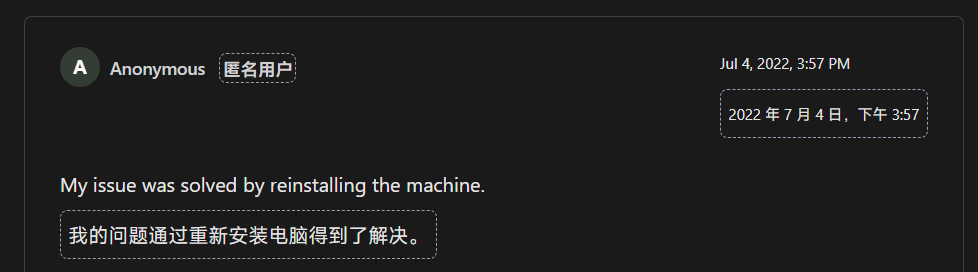 A Anonymous 匿名用户 Jul 4, 2022, 3:57 PM
2022 年 7 月 4 日，下午 3:57
My issue was solved by reinstalling the machine.
我的问题通过重新安装电脑得到了解决。